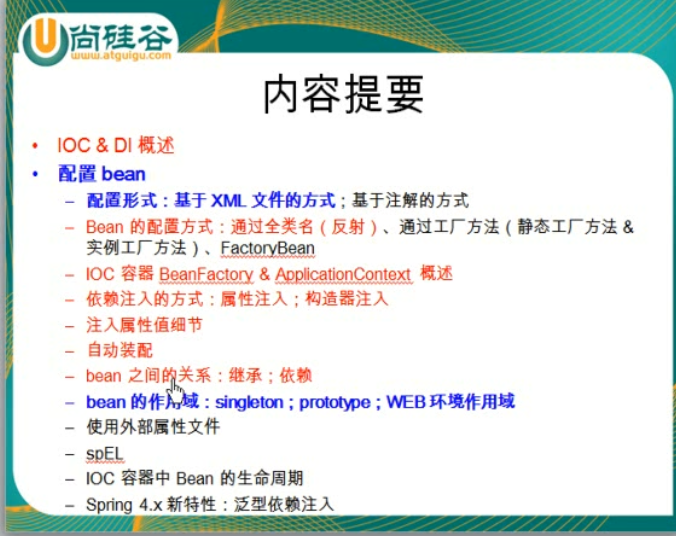 尚硅谷
www.atguigu.com
内容提要
• IOC & DI 概述
• 配置 bean
– 配置形式：基于 XML 文件的方式；基于注解的方式
– Bean 的配置方式：通过全类名（反射）、通过工厂方法（静态工厂方法 &
实例工厂方法）、FactoryBean
– IOC 容器 BeanFactory & ApplicationContext 概述
– 依赖注入的方式：属性注入；构造器注入
– 注入属性值细节
– 自动装配
– bean 之间的关系：继承；依赖
– bean 的作用域：singleton；prototype；WEB 环境作用域
– 使用外部属性文件
– spEL
– IOC 容器中 Bean 的生命周期
– Spring 4.x 新特性：泛型依赖注入